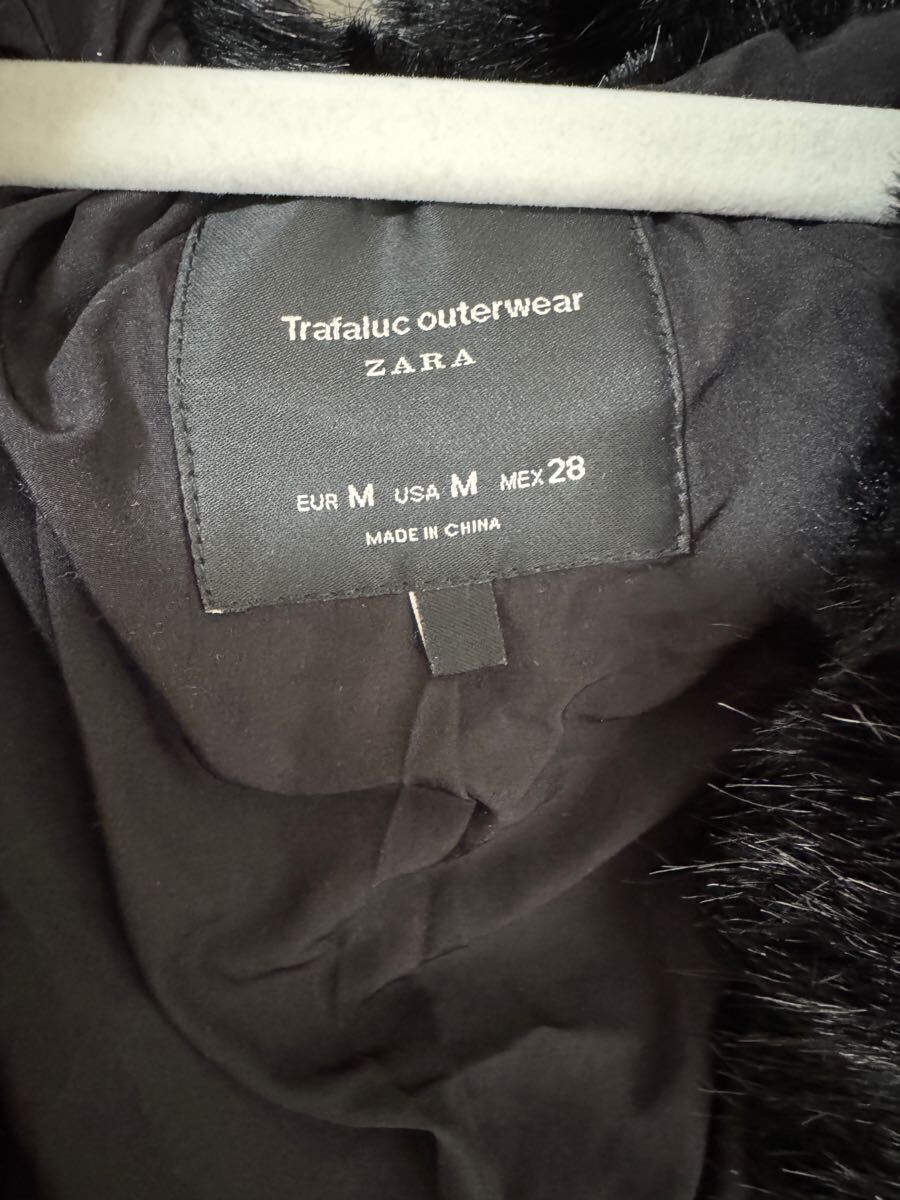 Trafaluc outerwear
ZARA
EUR M USA M MEX 28
MADE IN CHINA